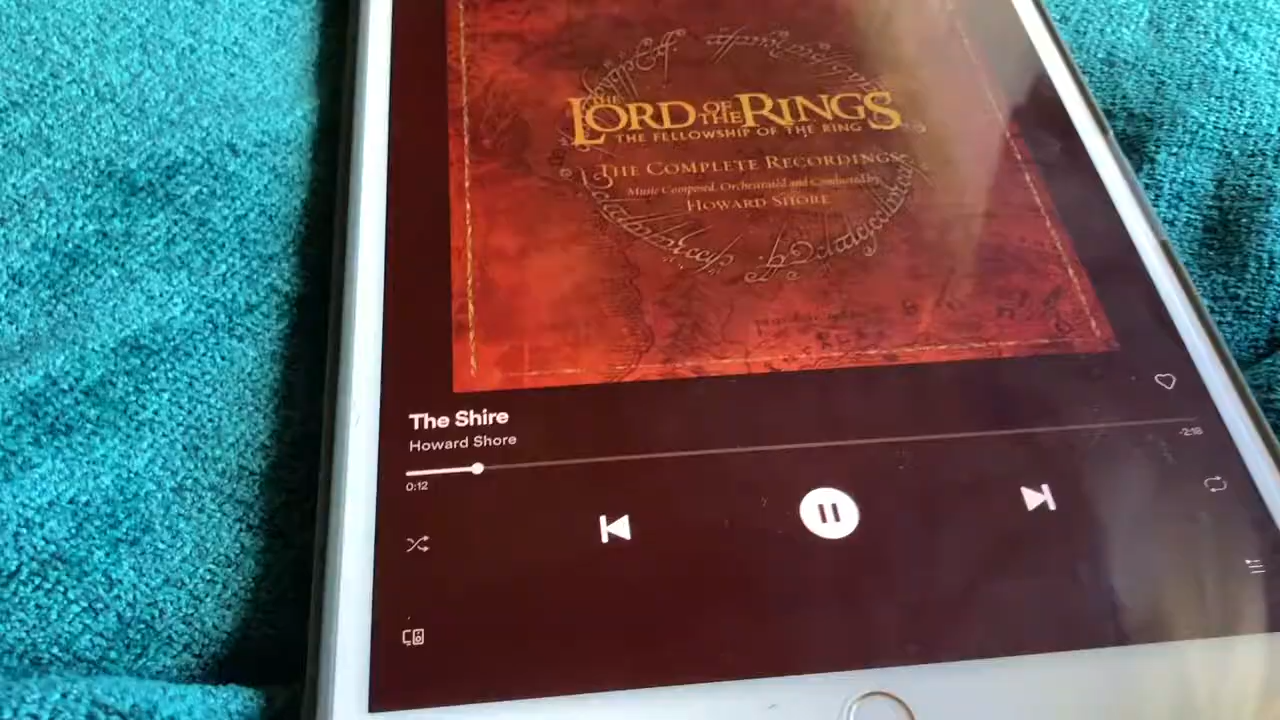 THE
LORD OF THE RINGS
THE FELLOWSHIP OF THE RING
THE COMPLETE RECORDINGS
Music Composed, Orchestrated and Conducted by
HOWARD SHORE
The Shire
Howard Shore
0:12
-2:18